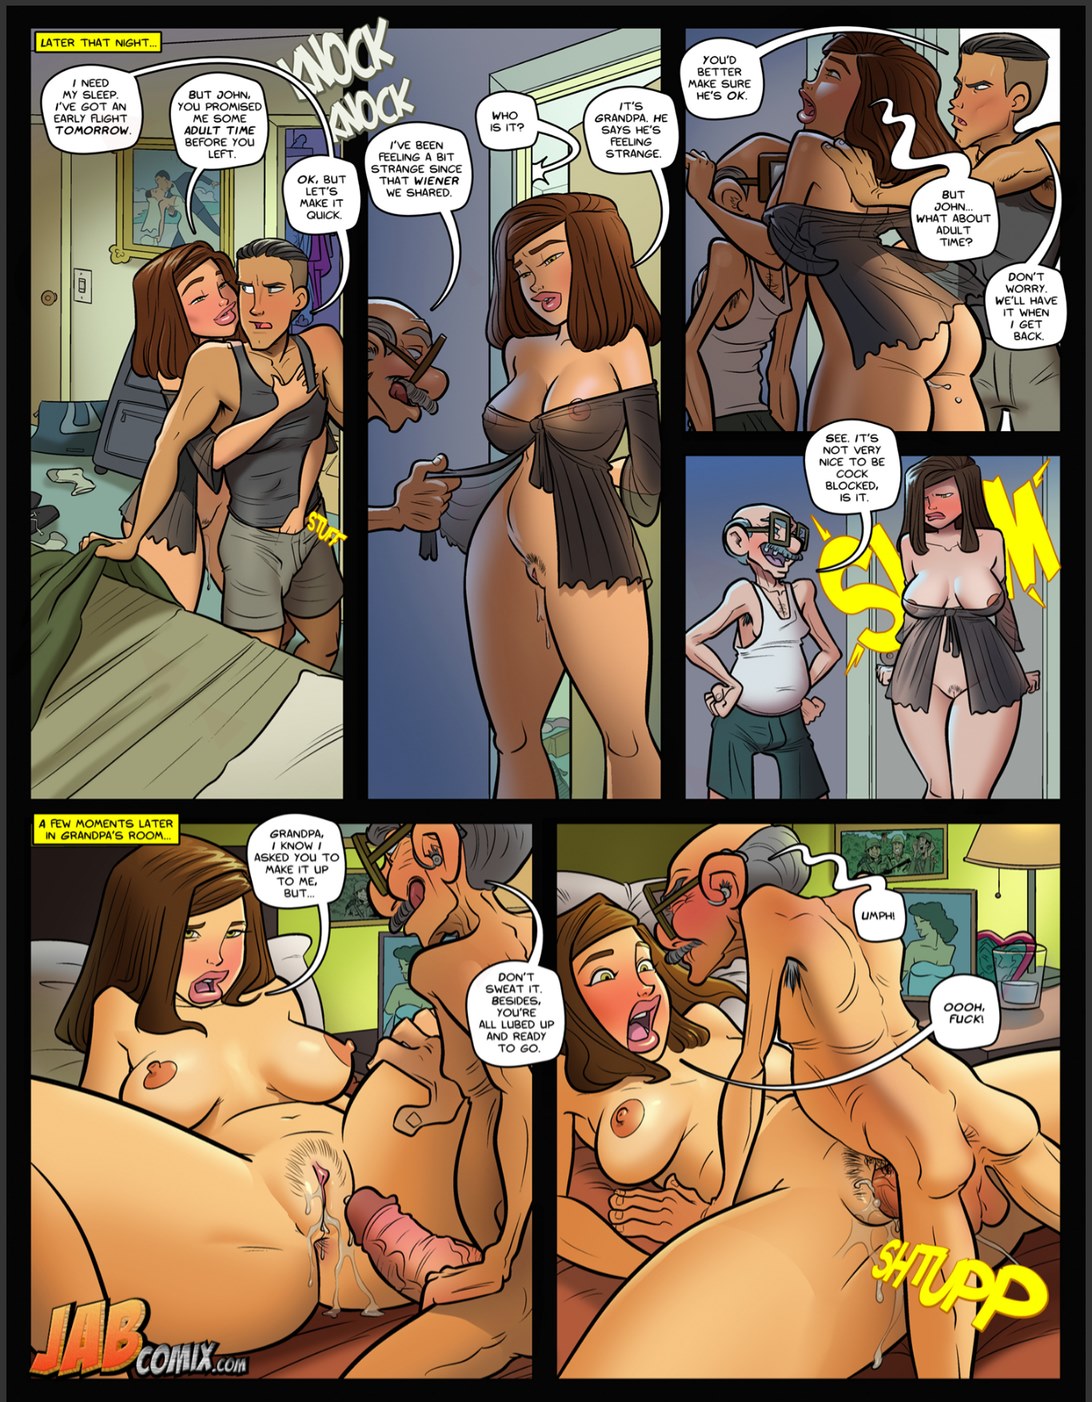 LATER THAT NIGHT...
I NEED
MY SLEEP.
I'VE GOT AN
EARLY FLIGHT
TOMORROW.
BUT JOHN,
YOU PROMISED
ME SOME
ADULT TIME
BEFORE YOU
LEFT.
OK, BUT
LET'S
MAKE IT
QUICK.
STUFF
KNOCK
KNOCK
I'VE BEEN
FEELING A BIT
STRANGE SINCE
THAT WIENER
WE SHARED.
WHO
IS IT?
IT'S
GRANDPA. HE
SAYS HE'S
FEELING
STRANGE.
YOU'D
BETTER
MAKE SURE
HE'S OK.
BUT
JOHN...
WHAT ABOUT
ADULT
TIME?
DON'T
WORRY.
WE'LL HAVE
IT WHEN
I GET
BACK.
SEE. IT'S
NOT VERY
NICE TO BE
COCK
BLOCKED,
IS IT.
A FEW MOMENTS LATER
IN GRANDPA'S ROOM...
GRANDPA,
I KNOW I
ASKED YOU TO
MAKE IT UP
TO ME,
BUT...
DON'T
SWEAT IT.
BESIDES,
YOU'RE
ALL LUBED UP
AND READY
TO GO.
UMPH!
OOOH,
FUCK!
SHTUPP
JAB
COMIX.COM